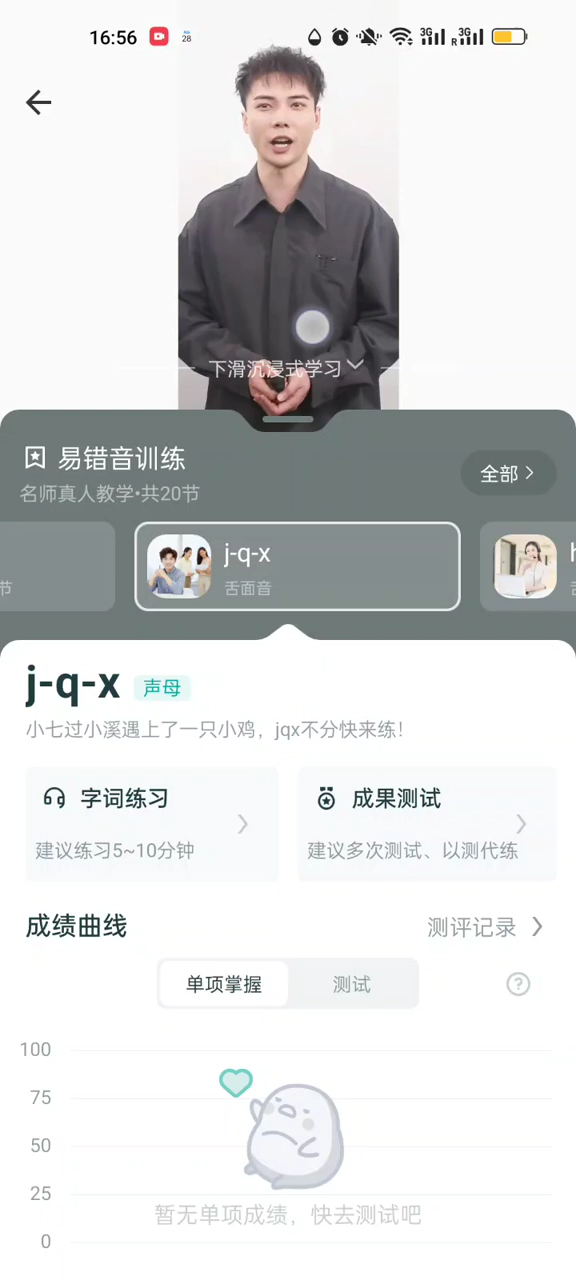 16:56
28
3G
R 3G
下滑沉浸式学习
易错音训练
全部
名师真人教学•共20节
节
j-q-x
舌面音
j-q-x 声母
小七过小溪遇上了一只小鸡，jqx不分快来练！
字词练习
建议练习5~10分钟
成果测试
建议多次测试、以测代练
成绩曲线
测评记录
单项掌握
测试
?
100
75
50
25
0
暂无单项成绩，快去测试吧